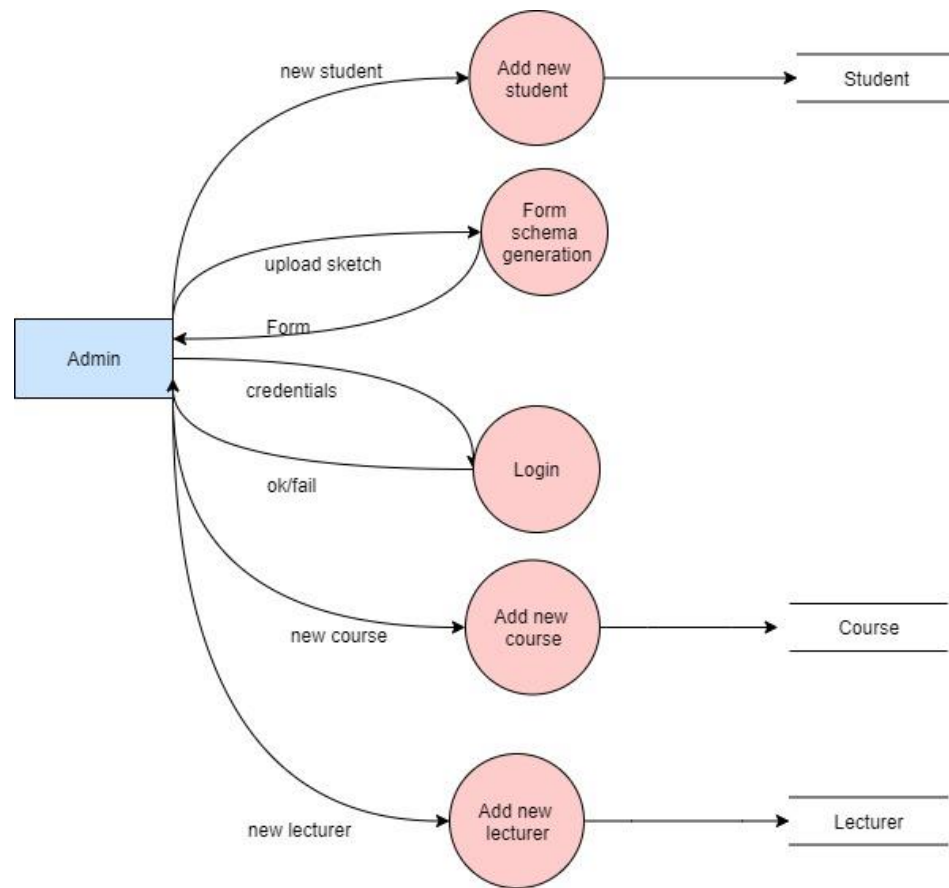 new student
Add new
student
Student
Form
schema
generation
upload sketch
Form
Admin
credentials
Login
ok/fail
Add new
course
Course
new course
Add new
lecturer
Lecturer
new lecturer